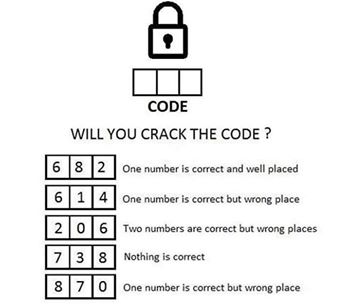 CODE
WILL YOU CRACK THE CODE ?
6 8 2 One number is correct and well placed
6 1 4 One number is correct but wrong place
2 0 6 Two numbers are correct but wrong places
7 3 8 Nothing is correct
8 7 0 One number is correct but wrong place